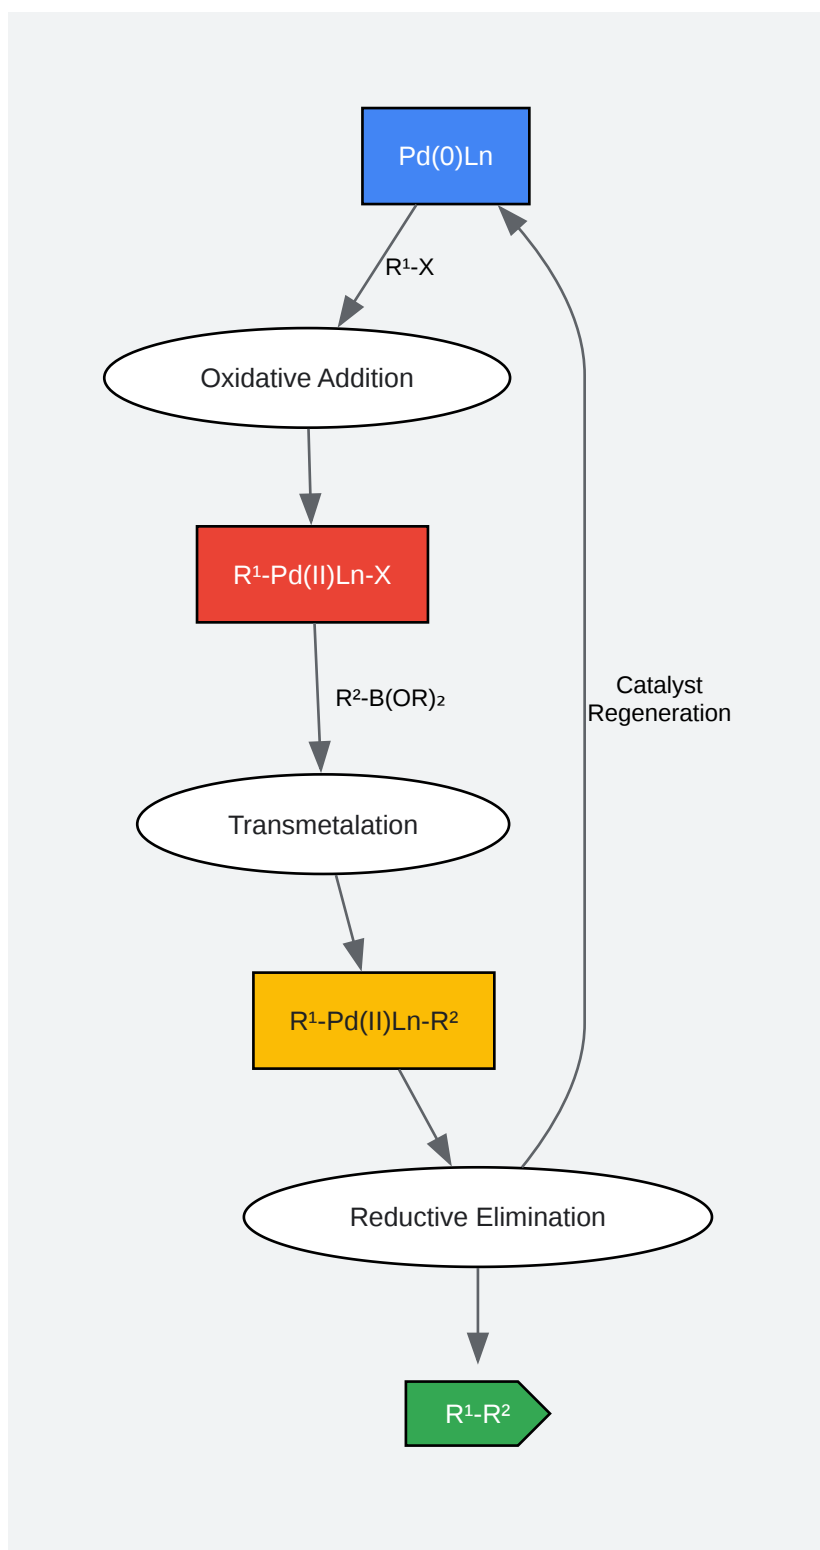 Pd(0)Ln
R¹-X
Oxidative Addition
R¹-Pd(II)Ln-X
R²-B(OR)₂
Catalyst
Regeneration
Transmetalation
R¹-Pd(II)Ln-R²
Reductive Elimination
R¹-R²